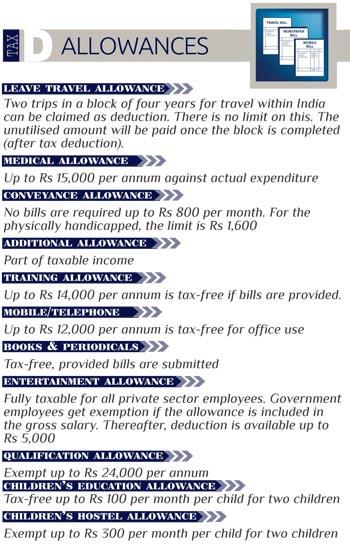 TAX
D ALLOWANCES
TRAVEL BILL
NEWSPAPER BILL
MOBILE BILL
LEAVE TRAVEL ALLOWANCE
Two trips in a block of four years for travel within India
can be claimed as deduction. There is no limit on this. The
unutilised amount will be paid once the block is completed
(after tax deduction).
MEDICAL ALLOWANCE
Up to Rs 15,000 per annum against actual expenditure
CONVEYANCE ALLOWANCE
No bills are required up to Rs 800 per month. For the
physically handicapped, the limit is Rs 1,600
ADDITIONAL ALLOWANCE
Part of taxable income
TRAINING ALLOWANCE
Up to Rs 14,000 per annum is tax-free if bills are provided.
MOBILE/TELEPHONE
Up to Rs 12,000 per annum is tax-free for office use
BOOKS & PERIODICALS
Tax-free, provided bills are submitted
ENTERTAINMENT ALLOWANCE
Fully taxable for all private sector employees. Government
employees get exemption if the allowance is included in
the gross salary. Thereafter, deduction is available up to
Rs 5,000
QUALIFICATION ALLOWANCE
Exempt up to Rs 24,000 per annum
CHILDREN'S EDUCATION ALLOWANCE
Tax-free up to Rs 100 per month per child for two children
CHILDREN'S HOSTEL ALLOWANCE
Exempt up to Rs 300 per month per child for two children